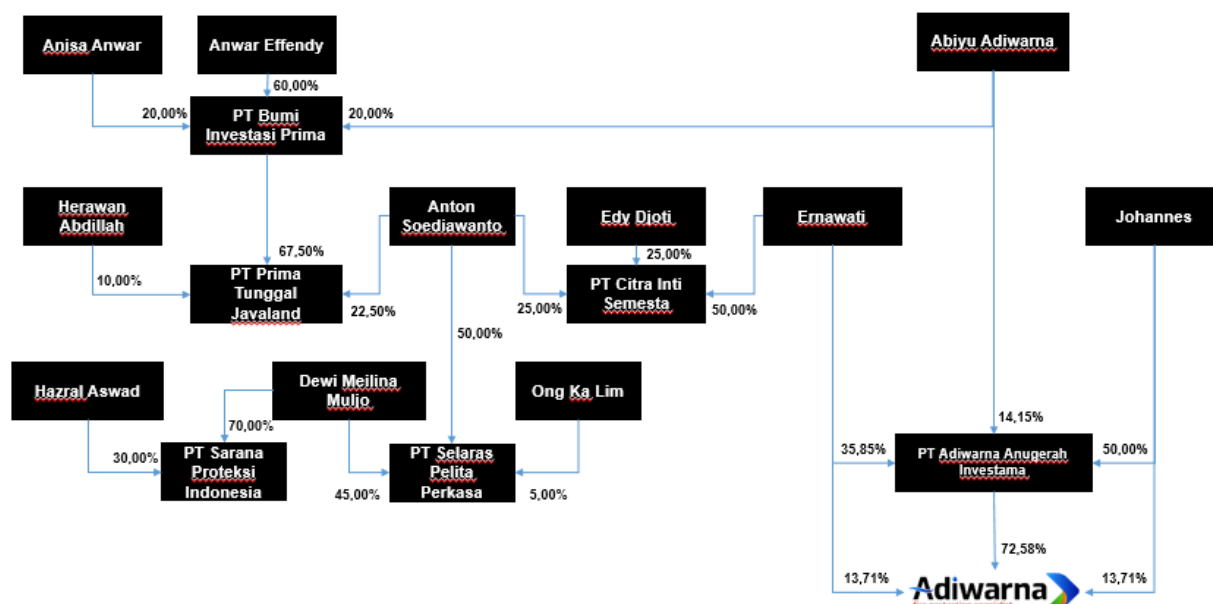 Anisa Anwar
Anwar Effendy
Abiyu Adiwarna
60,00%
20,00%
PT Bumi
Investasi Prima
20,00%
Herawan
Abdillah
Anton
Soediawanto
Edy Djoti
Ernawati
Johannes
67,50%
25,00%
10,00%
PT Prima
Tunggal
Javaland
22,50%
25,00%
PT Citra Inti
Semesta
50,00%
50,00%
Hazral Aswad
Dewi Meilina
Muljo
Ong Ka Lim
14,15%
70,00%
30,00%
PT Sarana
Proteksi
Indonesia
45,00%
PT Selaras
Pelita
Perkasa
5,00%
35,85%
PT Adiwarna Anugerah
Investama
50,00%
72,58%
13,71%
Adiwarna
13,71%